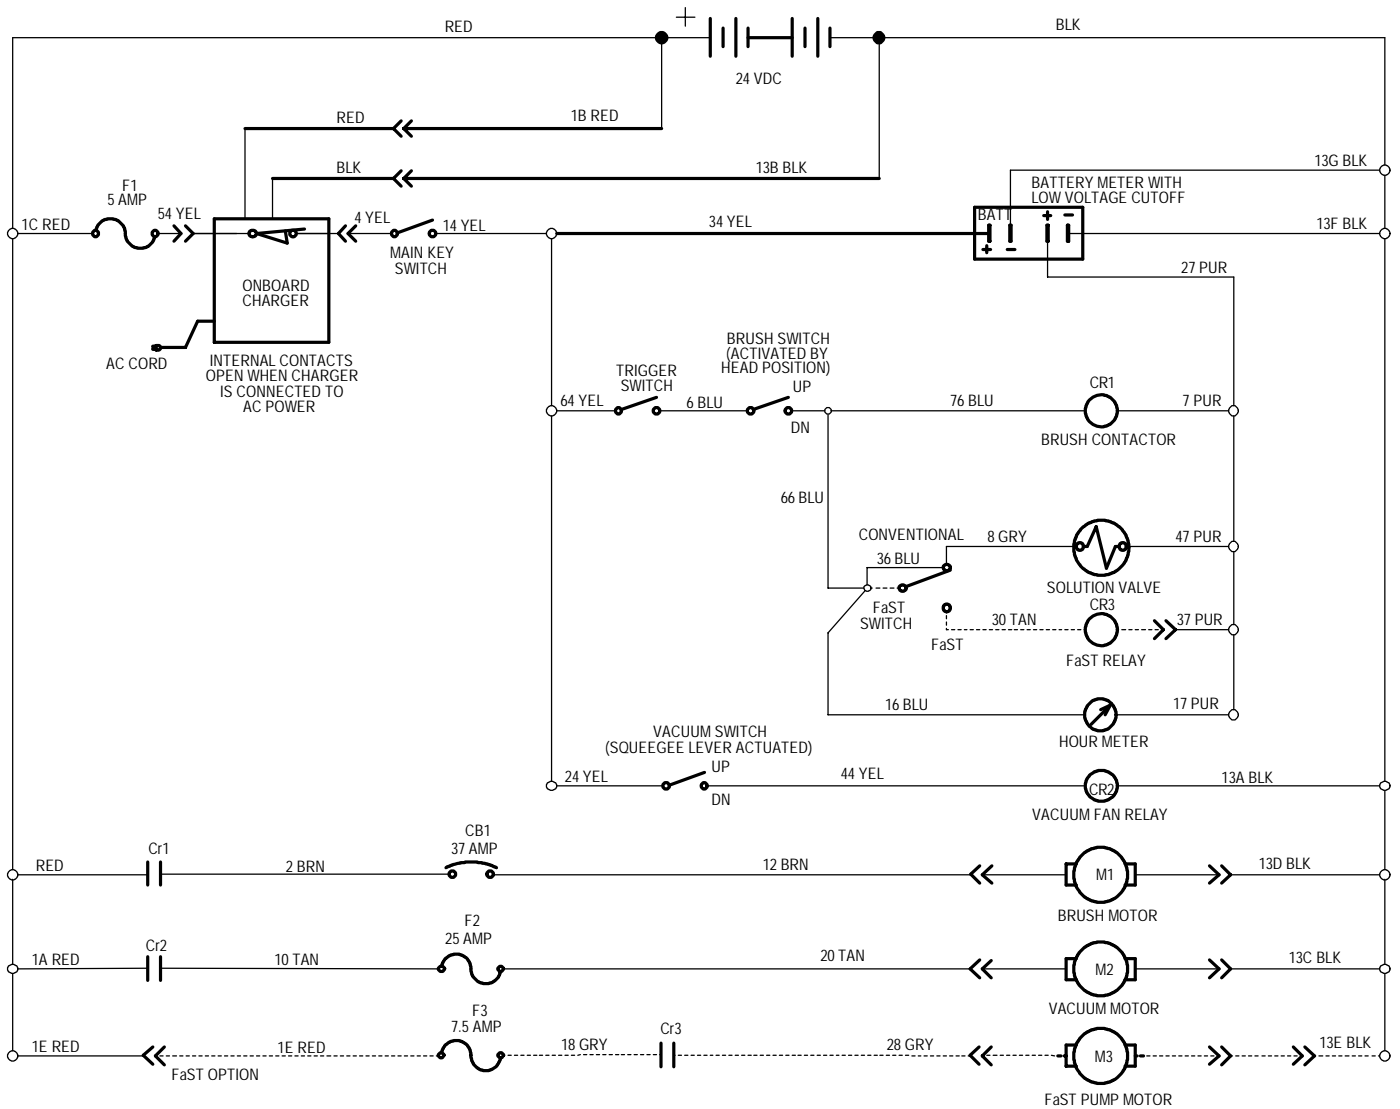 RED
+
BLK
24 VDC
RED
1B RED
BLK
13B BLK
13G BLK
F1
5 AMP
BATTERY METER WITH
LOW VOLTAGE CUTOFF
1C RED
54 YEL
4 YEL
14 YEL
34 YEL
BATT
+ -
+ -
13F BLK
MAIN KEY
SWITCH
27 PUR
ONBOARD
CHARGER
AC CORD
INTERNAL CONTACTS
OPEN WHEN CHARGER
IS CONNECTED TO
AC POWER
BRUSH SWITCH
(ACTIVATED BY
HEAD POSITION)
TRIGGER
SWITCH
UP
CR1
64 YEL
6 BLU
76 BLU
7 PUR
DN
BRUSH CONTACTOR
66 BLU
CONVENTIONAL
8 GRY
47 PUR
36 BLU
SOLUTION VALVE
FaST
SWITCH
CR3
30 TAN
37 PUR
FaST
FaST RELAY
16 BLU
17 PUR
HOUR METER
VACUUM SWITCH
(SQUEEGEE LEVER ACTUATED)
UP
24 YEL
44 YEL
CR2
13A BLK
DN
VACUUM FAN RELAY
CB1
37 AMP
RED
Cr1
2 BRN
12 BRN
M1
13D BLK
BRUSH MOTOR
F2
25 AMP
1A RED
Cr2
10 TAN
20 TAN
M2
13C BLK
VACUUM MOTOR
F3
7.5 AMP
1E RED
1E RED
18 GRY
Cr3
28 GRY
M3
13E BLK
FaST OPTION
FaST PUMP MOTOR